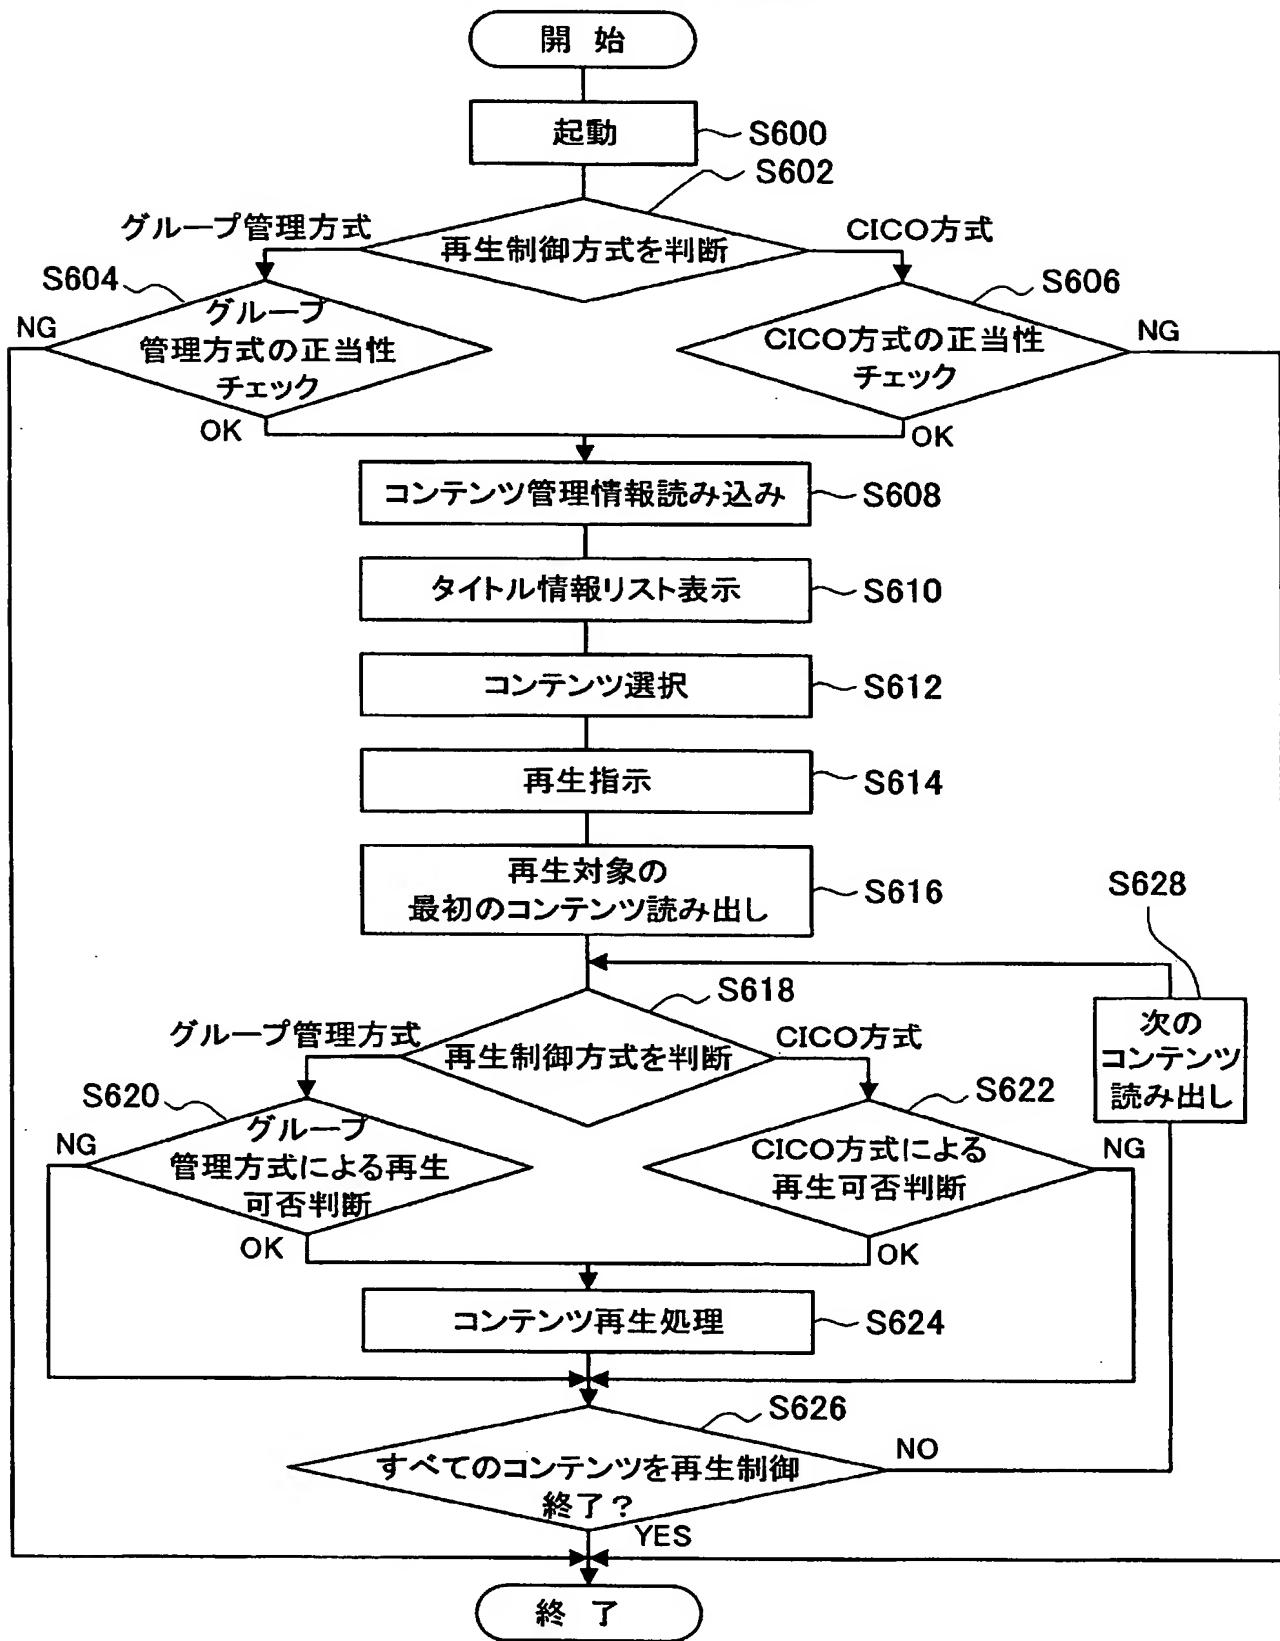 開始
起動
S600
S602
グループ管理方式
再生制御方式を判断
CICO方式
S604
S606
NG
グループ
管理方式の正当性
チェック
CICO方式の正当性
チェック
NG
OK
OK
コンテンツ管理情報読み込み
S608
タイトル情報リスト表示
S610
コンテンツ選択
S612
再生指示
S614
再生対象の
最初のコンテンツ読み出し
S616
S628
S618
グループ管理方式
再生制御方式を判断
CICO方式
次の
コンテンツ
読み出し
S620
S622
NG
グループ
管理方式による再生
可否判断
CICO方式による
再生可否判断
NG
OK
OK
コンテンツ再生処理
S624
S626
すべてのコンテンツを再生制御
終了?
NO
YES
終了